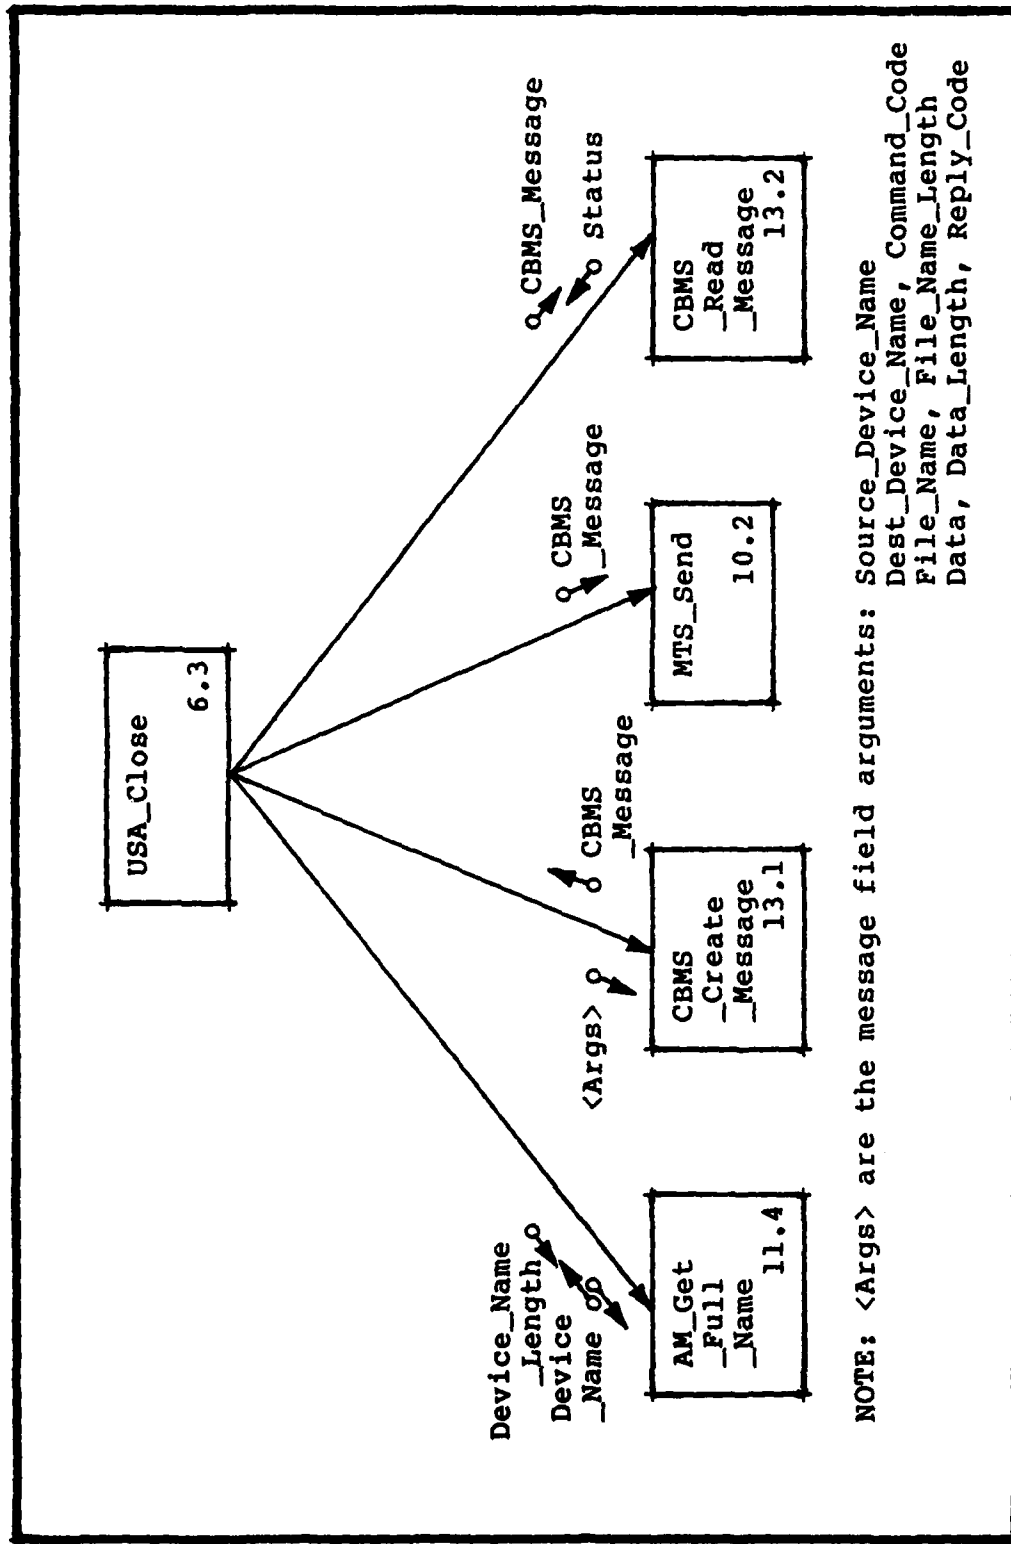 USA_Close
6.3
Device_Name
_Length
Device
_Name
<Args>
CBMS
_Message
CBMS
_Message
CBMS_Message
Status
AM_Get
_Full
_Name
11.4
CBMS
_Create
_Message
13.1
MTS_Send
10.2
CBMS
_Read
_Message
13.2
NOTE: <Args> are the message field arguments: Source_Device_Name
Dest_Device_Name, Command_Code
File_Name, File_Name_Length
Data, Data_Length, Reply_Code